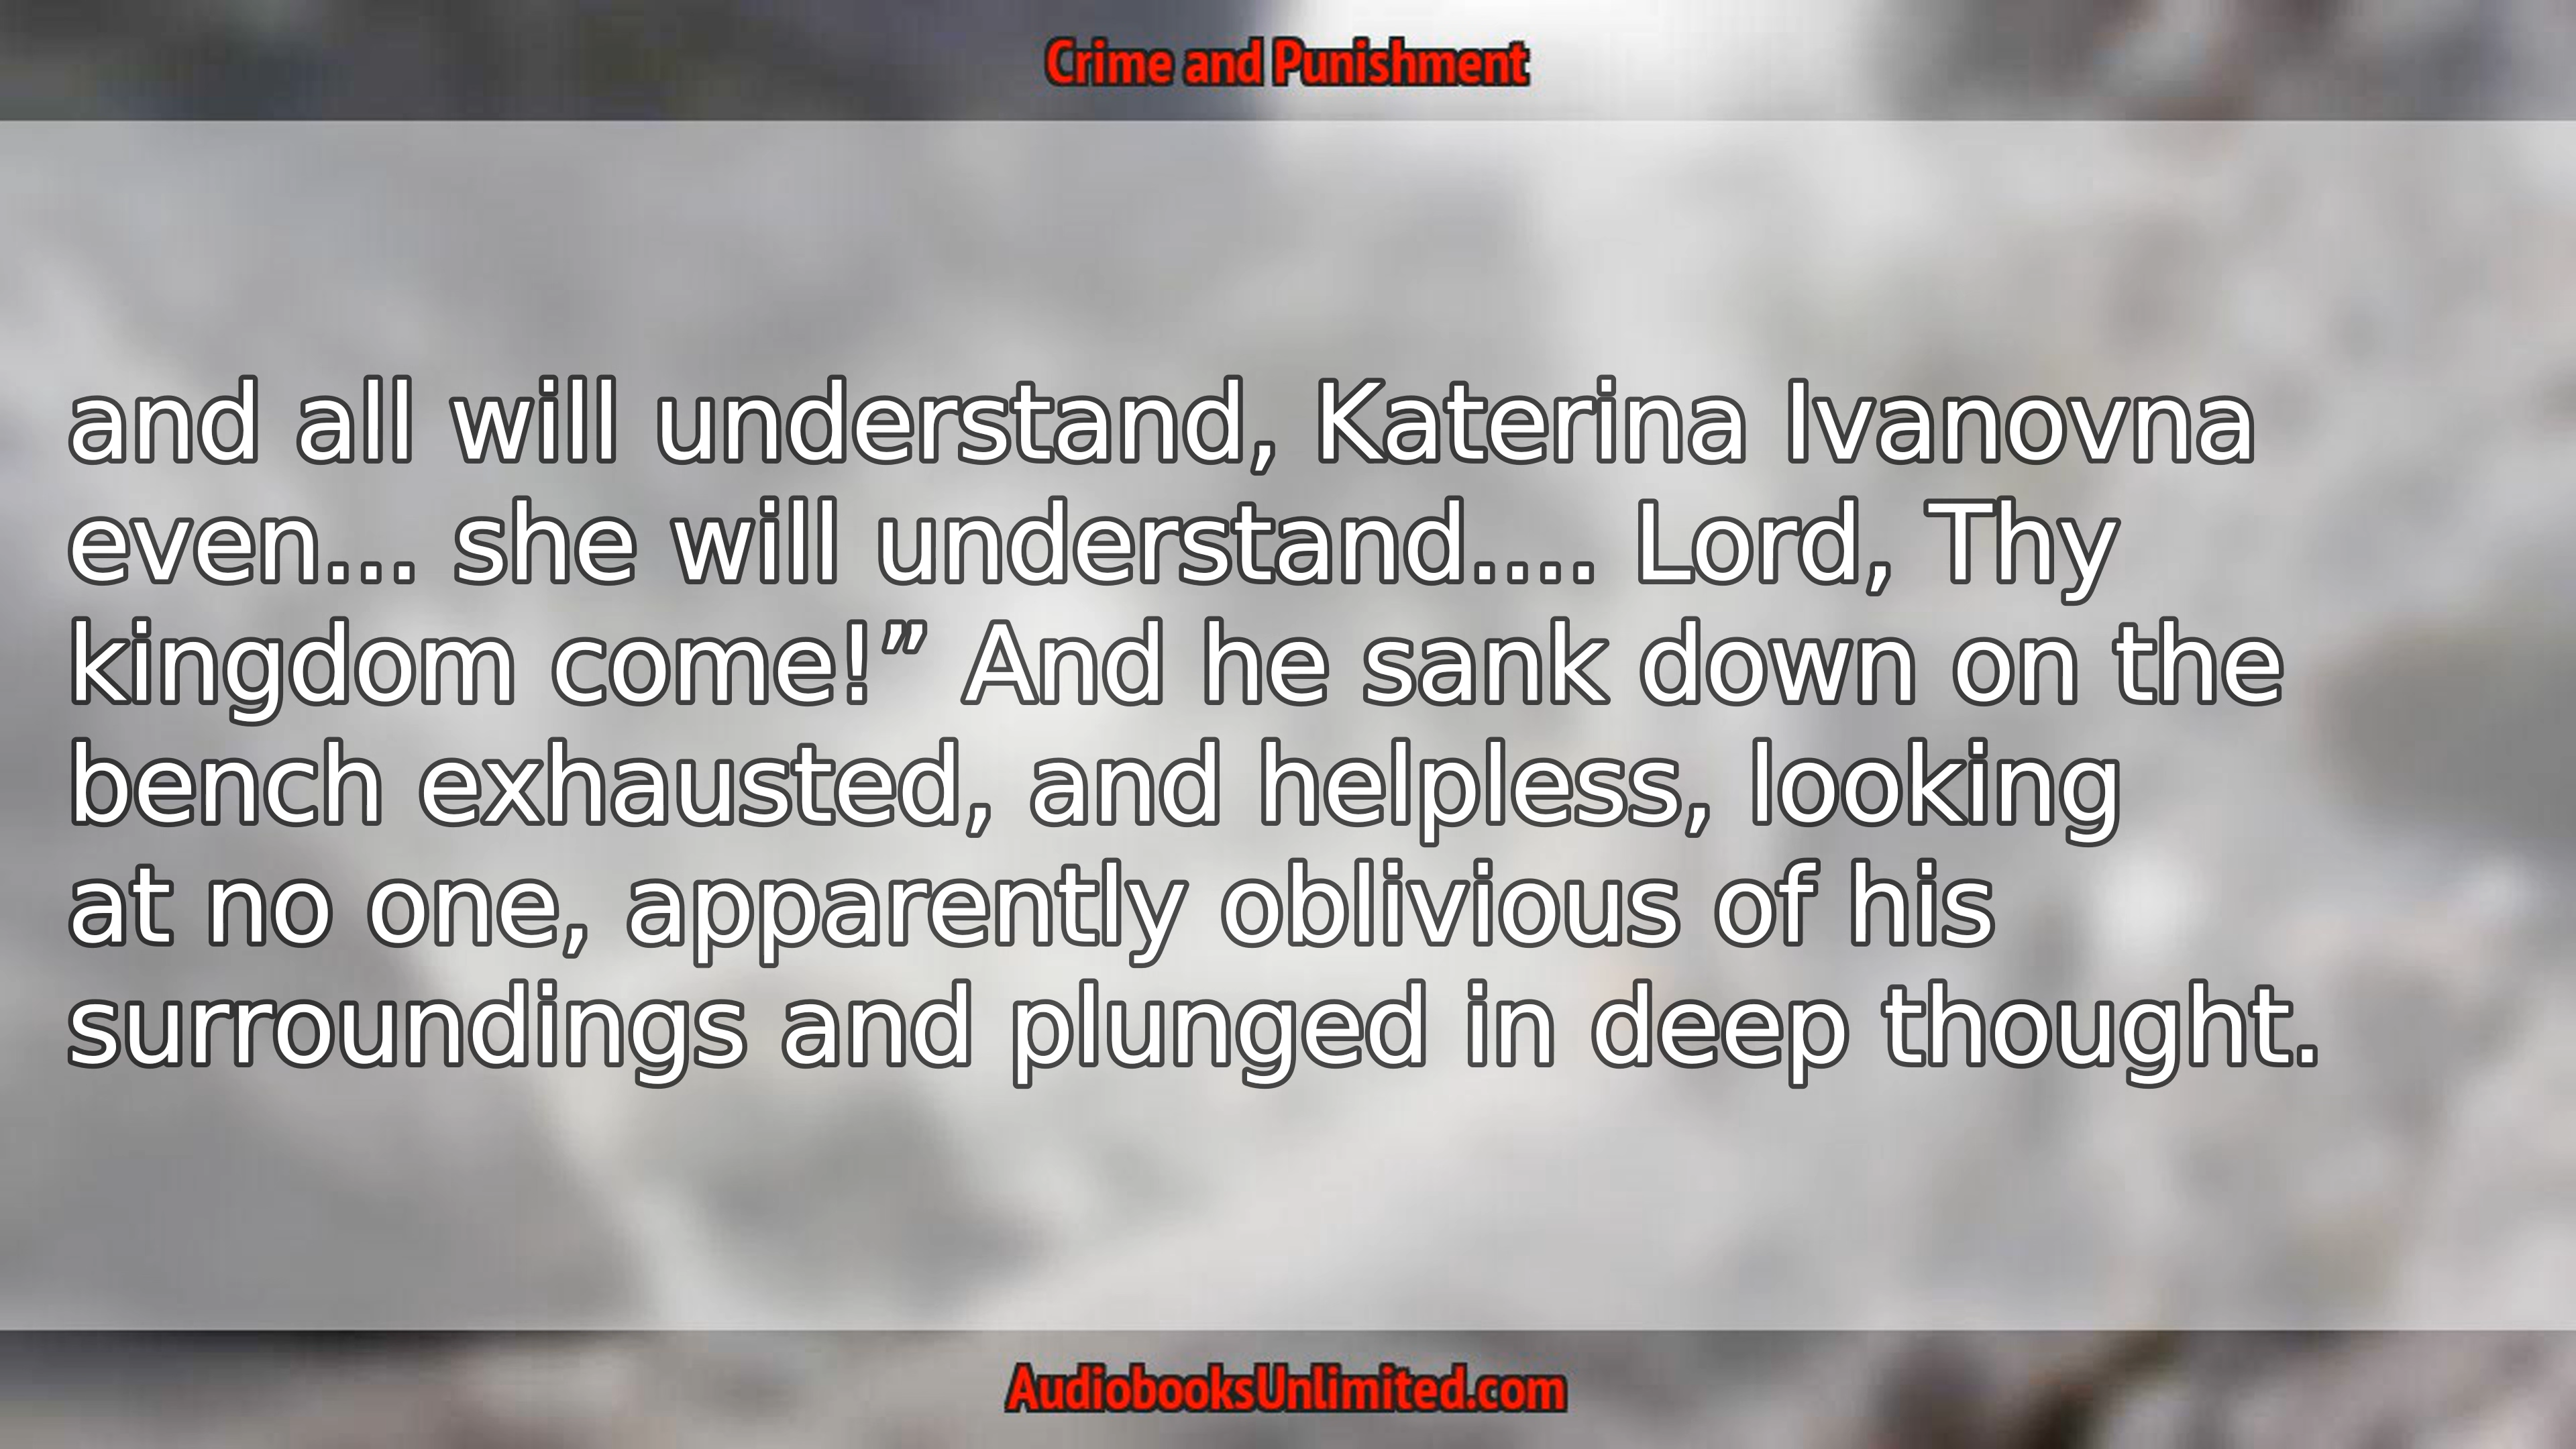 Crime and Punishment
and all will understand, Katerina Ivanovna
even... she will understand.... Lord, Thy
kingdom come!” And he sank down on the
bench exhausted, and helpless, looking
at no one, apparently oblivious of his
surroundings and plunged in deep thought.
AudiobooksUnlimited.com